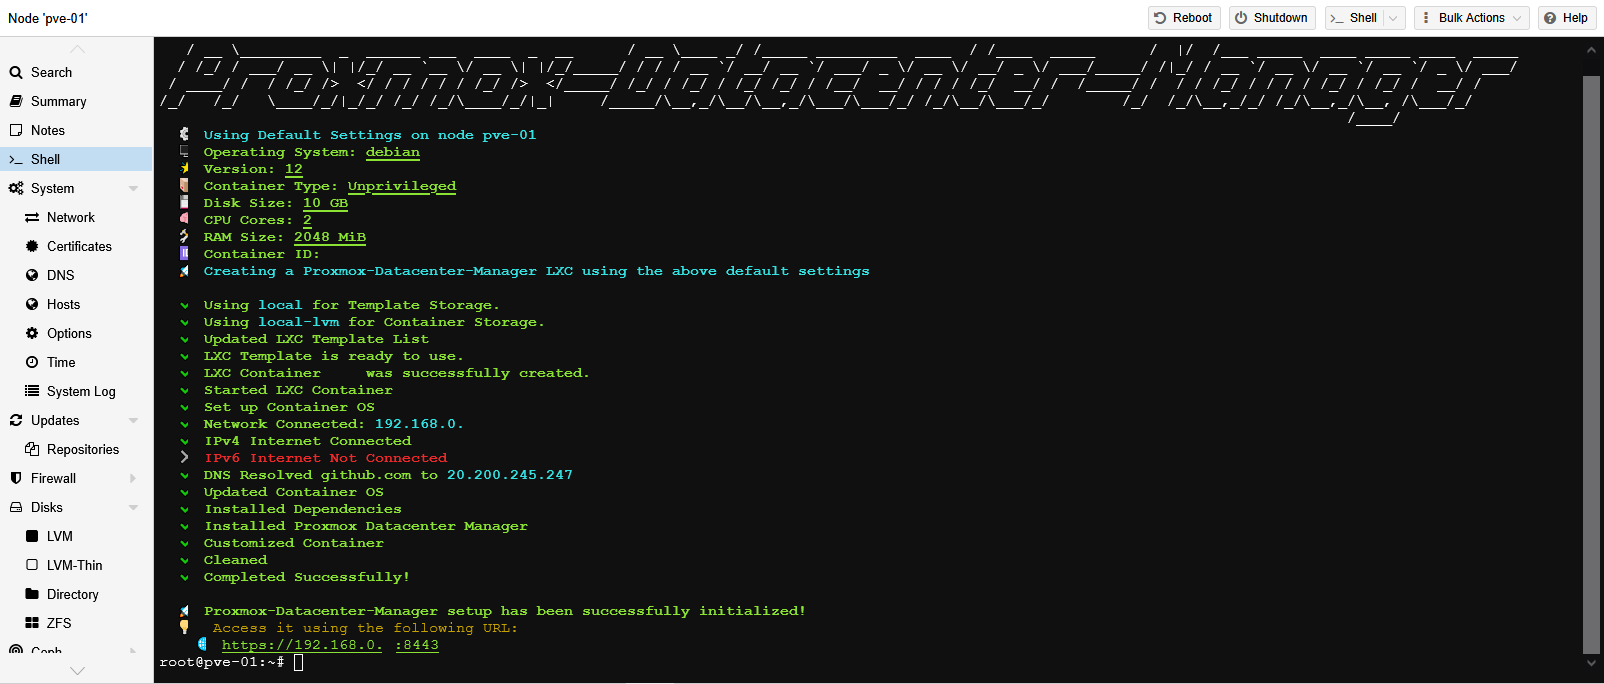 Node 'pve-01'
Reboot
Shutdown
Shell
Bulk Actions
Help
Search
Summary
Notes
Shell
System
Network
Certificates
DNS
Hosts
Options
Time
System Log
Updates
Repositories
Firewall
Disks
LVM
LVM-Thin
Directory
ZFS
Ceph
Proxmox-Datacenter-Manager
Using Default Settings on node pve-01
Operating System: debian
Version: 12
Container Type: Unprivileged
Disk Size: 10 GB
CPU Cores: 2
RAM Size: 2048 MiB
Container ID:
Creating a Proxmox-Datacenter-Manager LXC using the above default settings
Using local for Template Storage.
Using local-lvm for Container Storage.
Updated LXC Template List
LXC Template is ready to use.
LXC Container was successfully created.
Started LXC Container
Set up Container OS
Network Connected: 192.168.0.
IPv4 Internet Connected
IPv6 Internet Not Connected
DNS Resolved github.com to 20.200.245.247
Updated Container OS
Installed Dependencies
Installed Proxmox Datacenter Manager
Customized Container
Cleaned
Completed Successfully!
Proxmox-Datacenter-Manager setup has been successfully initialized!
Access it using the following URL:
https://192.168.0. :8443
root@pve-01:~#